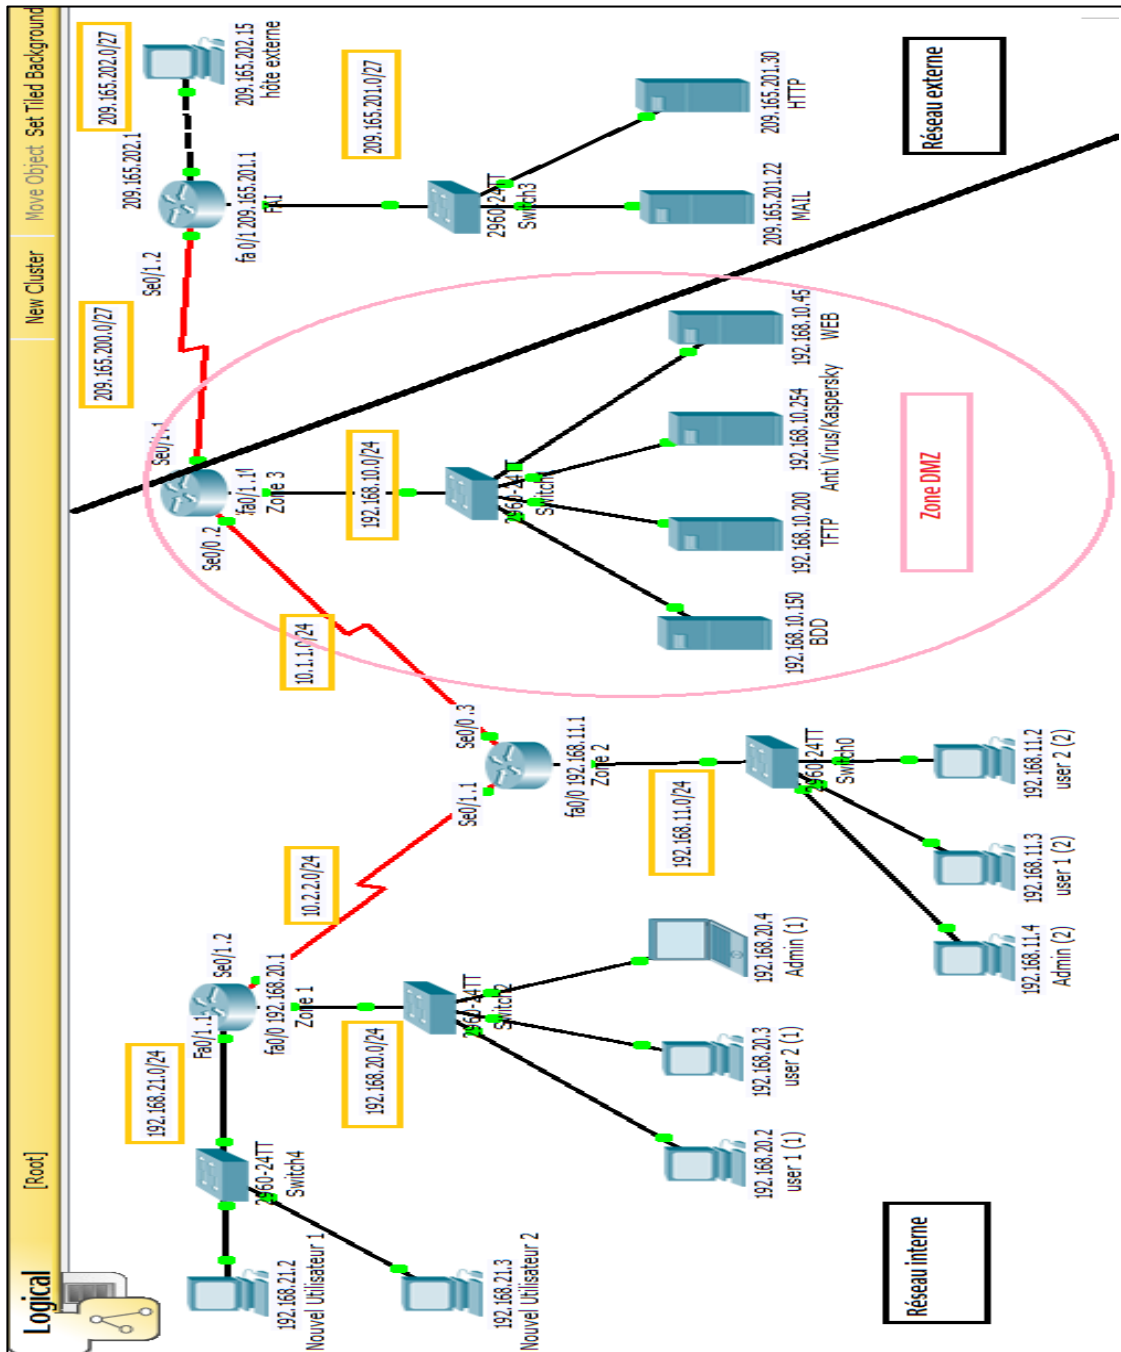 Logical
[Root]
New Cluster
Move Object
Set Tiled Background
192.168.21.2
Nouvel Utilisateur 1
192.168.21.3
Nouvel Utilisateur 2
2960-24TT
Switch4
192.168.21.0/24
Fa0/1.1
Se0/1.2
fa0/0 192.168.20.1
Zone 1
192.168.20.0/24
2960-24TT
Switch2
192.168.20.2
user 1 (1)
192.168.20.3
user 2 (1)
192.168.20.4
Admin (1)
10.2.2.0/24
Se0/1.1
Se0/0.3
fa0/0 192.168.11.1
Zone 2
192.168.11.0/24
2960-24TT
Switch0
192.168.11.4
Admin (2)
192.168.11.3
user 1 (2)
192.168.11.2
user 2 (2)
10.1.1.0/24
Se0/0.2
Se0/1.1
fa0/1.1
Zone 3
192.168.10.0/24
2960-24TT
192.168.10.150
BDD
192.168.10.200
TFTP
192.168.10.254
Anti Virus/Kaspersky
192.168.10.45
WEB
Zone DMZ
209.165.200.0/27
Se0/1.2
209.165.202.1
209.165.202.0/27
209.165.202.15
hôte externe
fa 0/1 209.165.201.1
FAI
209.165.201.0/27
2960-24TT
Switch3
209.165.201.22
MAIL
209.165.201.30
HTTP
Réseau interne
Réseau externe